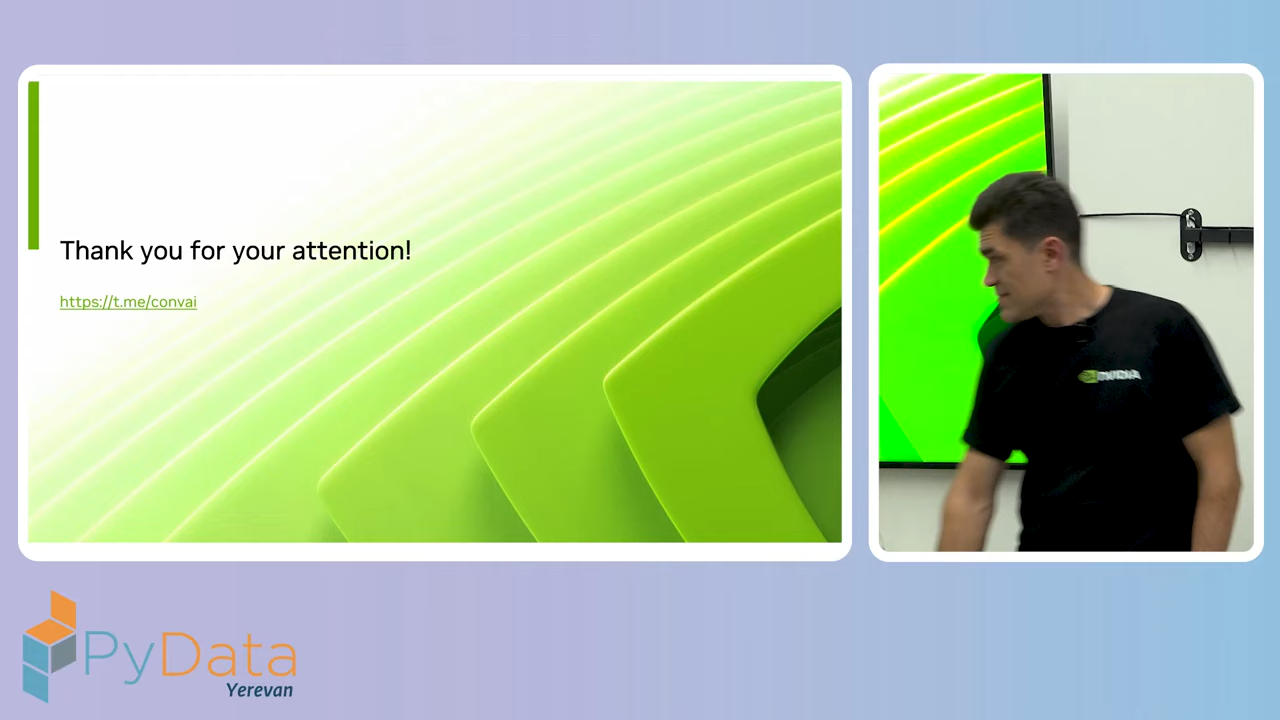 Thank you for your attention!
https://t.me/convai
NVIDIA
PyData
Yerevan